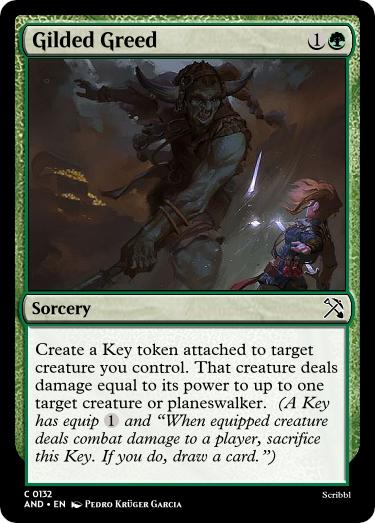 Gilded Greed 1
Sorcery
Create a Key token attached to target
creature you control. That creature deals
damage equal to its power to up to one
target creature or planeswalker. (A Key
has equip 1 and “When equipped creature
deals combat damage to a player, sacrifice
this Key. If you do, draw a card.”)
C 0132
Scribbl
AND • EN Pedro Krüger Garcia